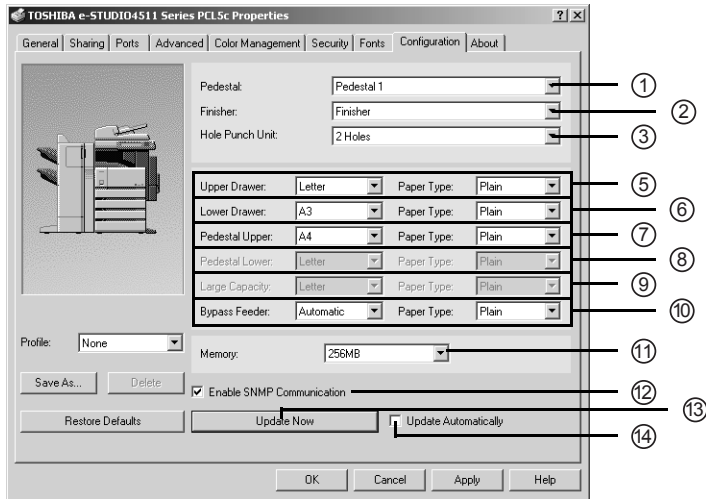 TOSHIBA e-STUDIO4511 Series PCL5c Properties ? ×
General Sharing Ports Advanced Color Management Security Fonts Configuration About
Pedestal: Pedestal 1 ①
Finisher: Finisher ②
Hole Punch Unit: 2 Holes ③
Upper Drawer: Letter Paper Type: Plain ⑤
Lower Drawer: A3 Paper Type: Plain ⑥
Pedestal Upper: A4 Paper Type: Plain ⑦
Pedestal Lower: Letter Paper Type: Plain ⑧
Large Capacity: Letter Paper Type: Plain ⑨
Bypass Feeder: Automatic Paper Type: Plain ⑩
Profile: None
Memory: 256MB ⑪
Save As... Delete
Enable SNMP Communication ⑫
Restore Defaults Update Now ⑬
Update Automatically ⑭
OK Cancel Apply Help